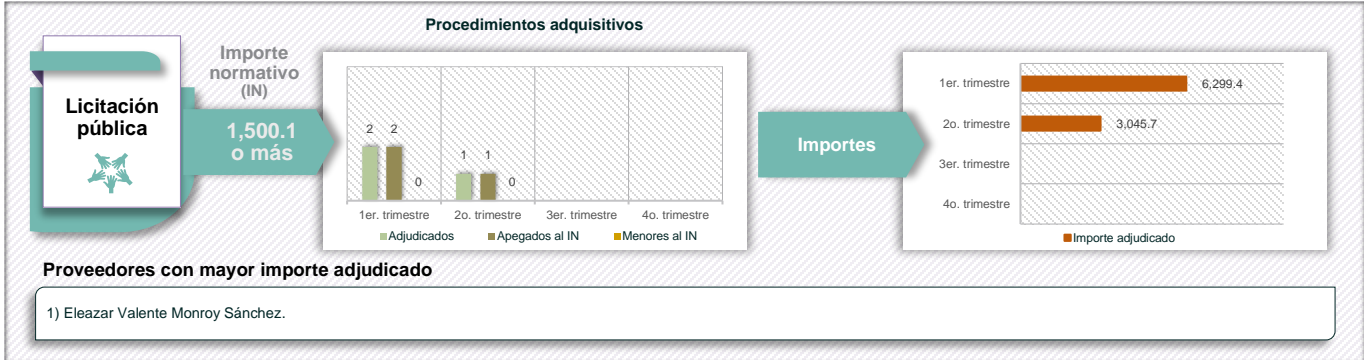 Procedimientos adquisitivos
Licitación
pública
Importe
normativo
(IN)
1,500.1
o más
2 2
0
1 1
0
1er. trimestre 2o. trimestre 3er. trimestre 4o. trimestre
Adjudicados Apegados al IN Menores al IN
Importes
1er. trimestre 6,299.4
2o. trimestre 3,045.7
3er. trimestre
4o. trimestre
Importe adjudicado
Proveedores con mayor importe adjudicado
1) Eleazar Valente Monroy Sánchez.